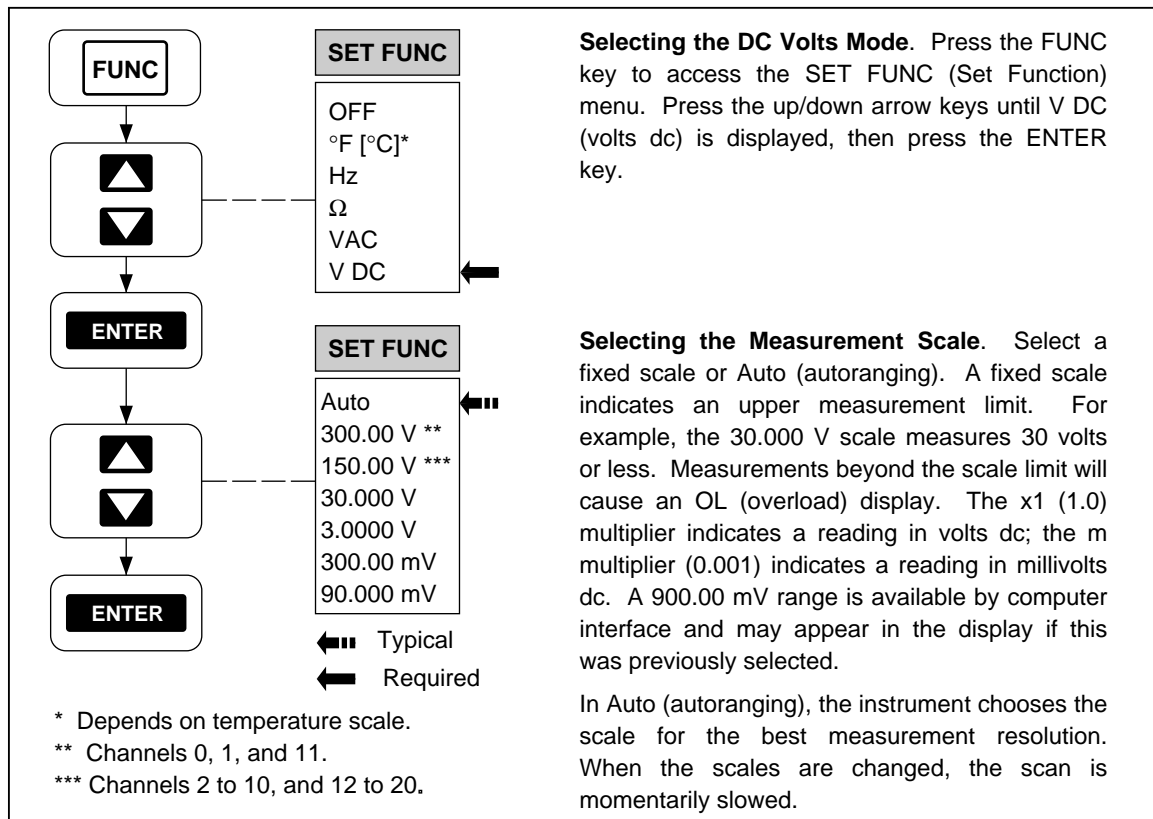 FUNC
ENTER
ENTER
SET FUNC
OFF
°F [°C]*
Hz
Ω
VAC
V DC
SET FUNC
Auto
300.00 V **
150.00 V ***
30.000 V
3.0000 V
300.00 mV
90.000 mV
Typical
Required
* Depends on temperature scale.
** Channels 0, 1, and 11.
*** Channels 2 to 10, and 12 to 20.
Selecting the DC Volts Mode. Press the FUNC
key to access the SET FUNC (Set Function)
menu. Press the up/down arrow keys until V DC
(volts dc) is displayed, then press the ENTER
key.
Selecting the Measurement Scale. Select a
fixed scale or Auto (autoranging). A fixed scale
indicates an upper measurement limit. For
example, the 30.000 V scale measures 30 volts
or less. Measurements beyond the scale limit will
cause an OL (overload) display. The x1 (1.0)
multiplier indicates a reading in volts dc; the m
multiplier (0.001) indicates a reading in millivolts
dc. A 900.00 mV range is available by computer
interface and may appear in the display if this
was previously selected.
In Auto (autoranging), the instrument chooses the
scale for the best measurement resolution.
When the scales are changed, the scan is
momentarily slowed.